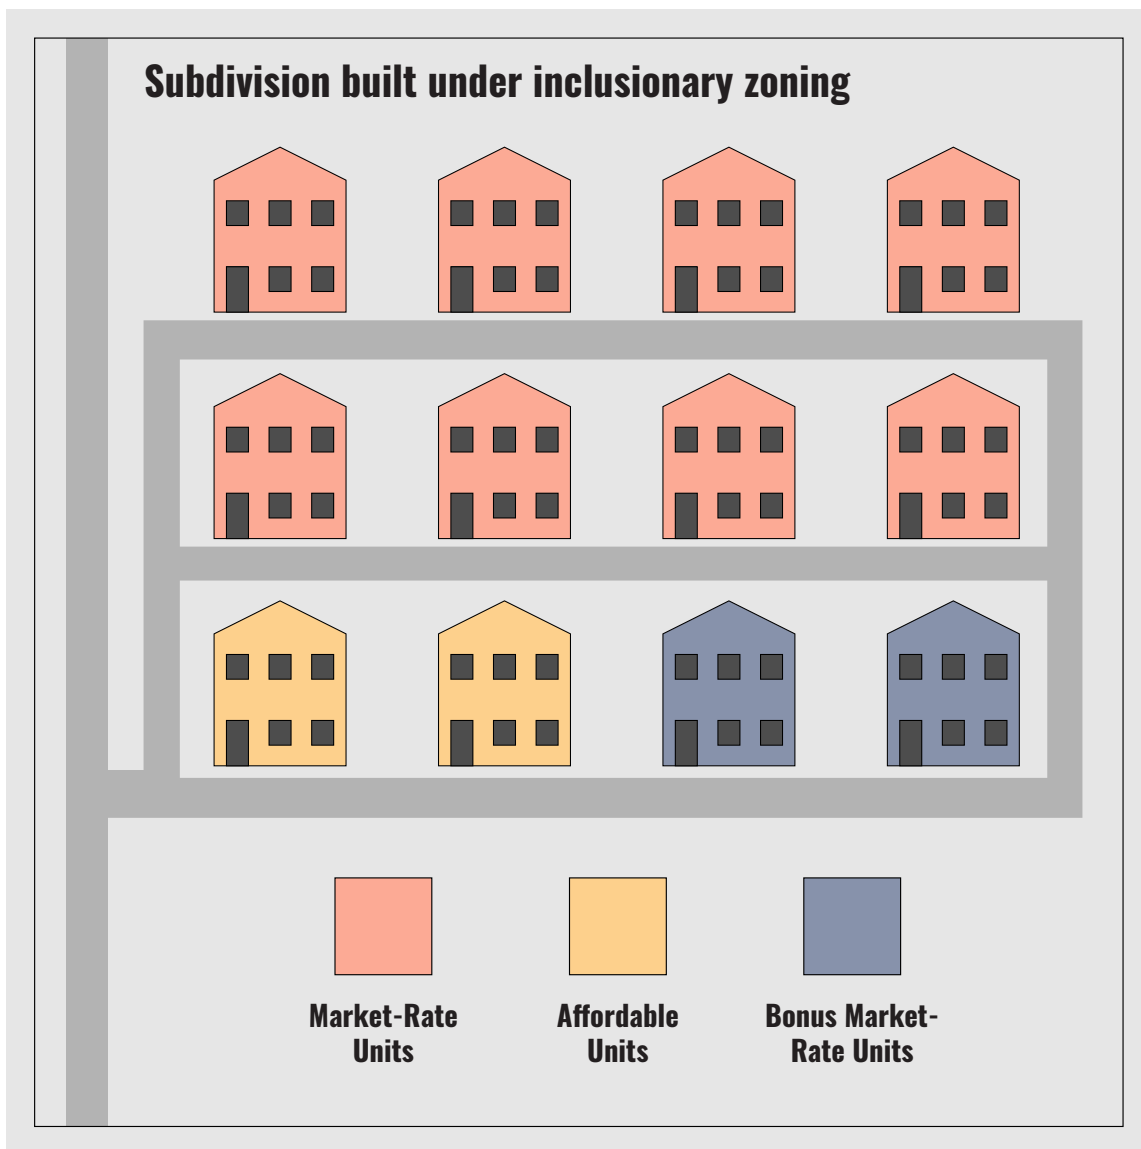 Subdivision built under inclusionary zoning
Market-Rate
Units
Affordable
Units
Bonus Market-
Rate Units